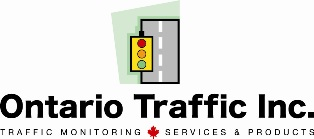 Ontario Traffic Inc.
TRAFFIC MONITORING SERVICES & PRODUCTS